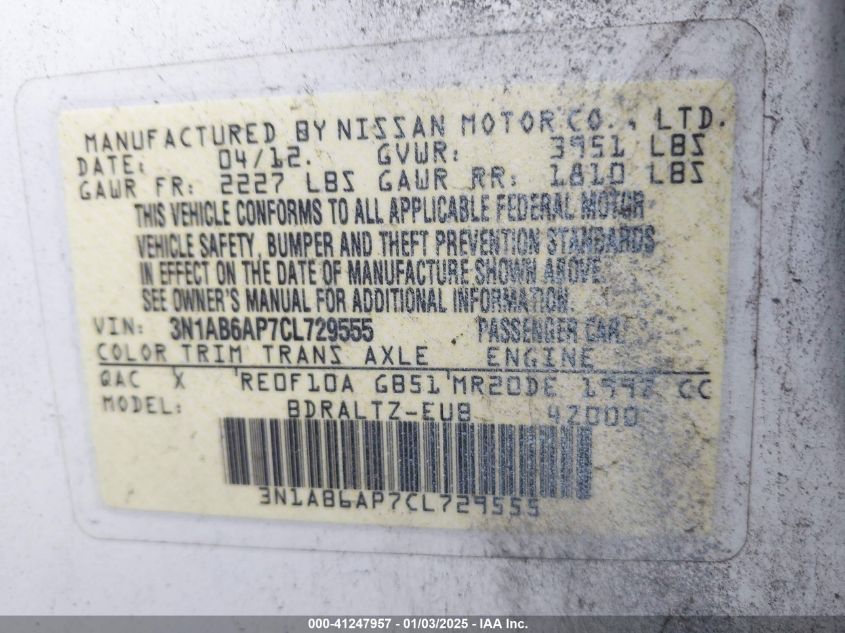 MANUFACTURED BY NISSAN MOTOR CO., LTD.
DATE: 04/12. GVWR: 3951 LBS
GAWR FR: 2227 LBS GAWR RR: 1810 LBS
THIS VEHICLE CONFORMS TO ALL APPLICABLE FEDERAL MOTOR
VEHICLE SAFETY, BUMPER AND THEFT PREVENTION STANDARDS
IN EFFECT ON THE DATE OF MANUFACTURE SHOWN ABOVE.
SEE OWNER'S MANUAL FOR ADDITIONAL INFORMATION.
VIN: 3N1AB6AP7CL729555 PASSENGER CAR
COLOR TRIM TRANS AXLE ENGINE
QAC X RE0F10A GB51 MR20DE 1997 CC
MODEL: BDRALTZ-EUB 42000
3N1AB6AP7CL729555
000-41247957 - 01/03/2025 - IAA Inc.